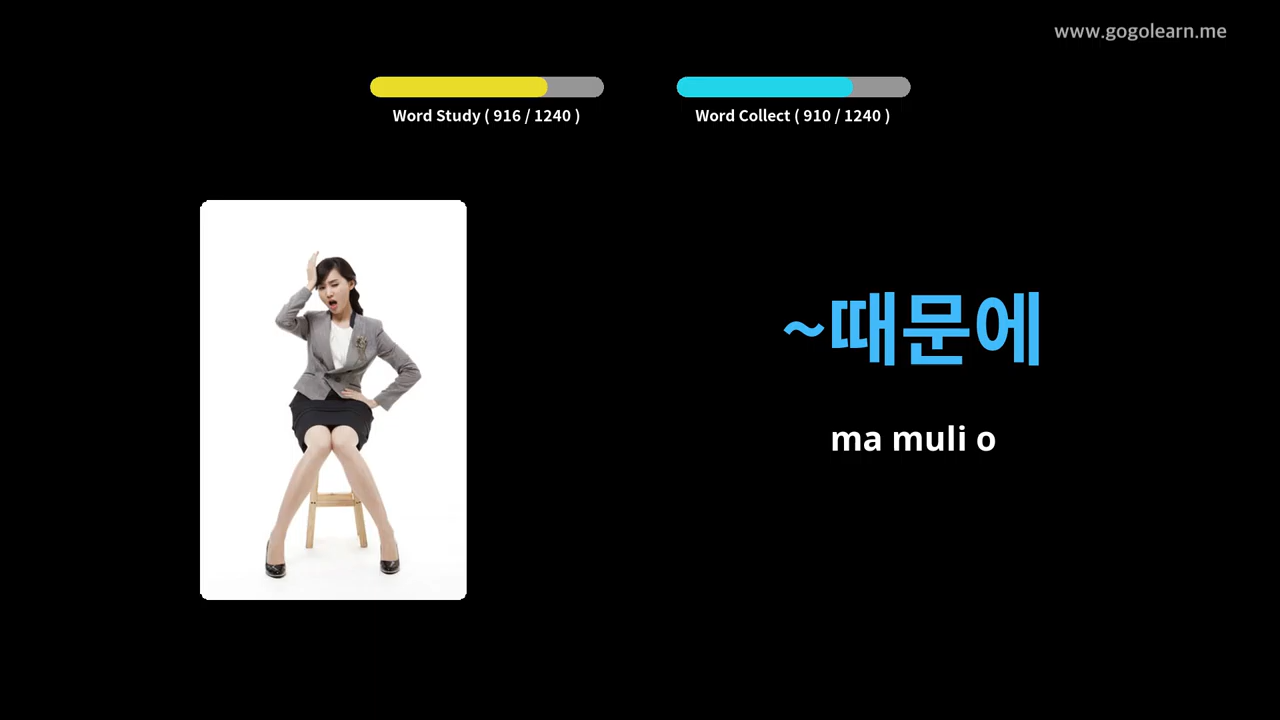 www.gogolearn.me
Word Study ( 916 / 1240 )
Word Collect ( 910 / 1240 )
~때문에
ma muli o